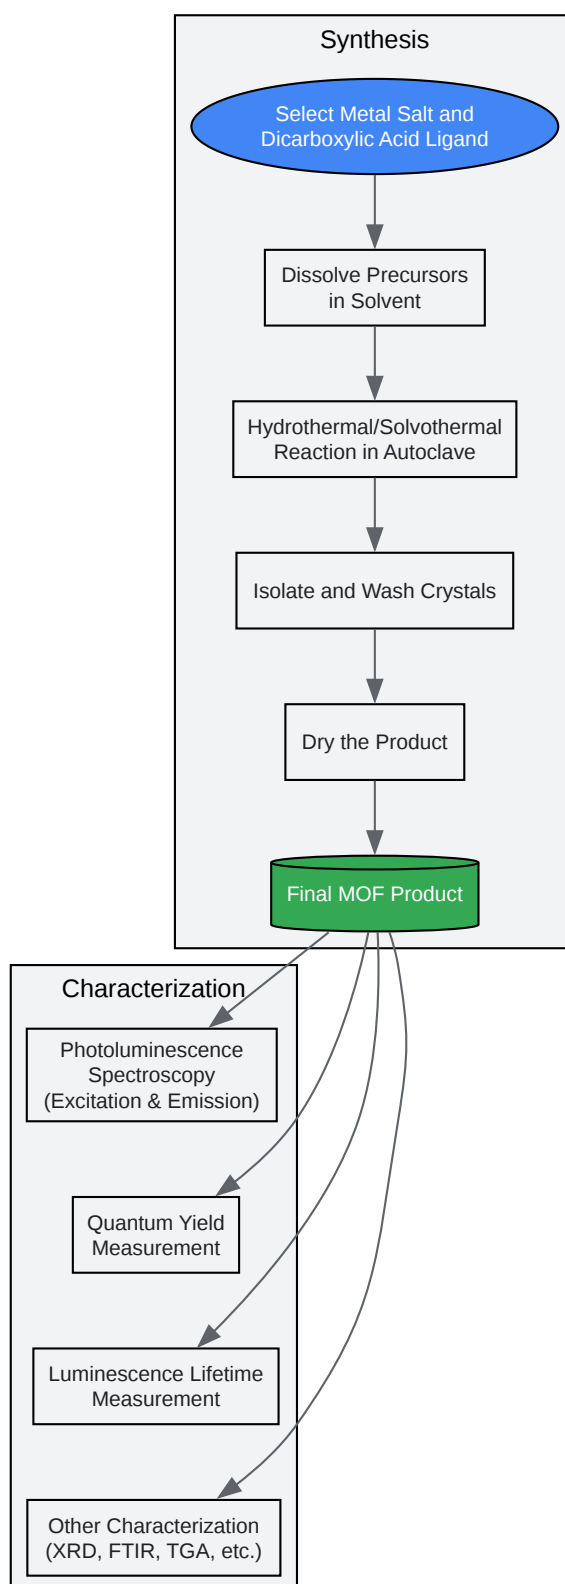 Synthesis
Select Metal Salt and
Dicarboxylic Acid Ligand
Dissolve Precursors
in Solvent
Hydrothermal/Solvothermal
Reaction in Autoclave
Isolate and Wash Crystals
Dry the Product
Final MOF Product
Characterization
Photoluminescence
Spectroscopy
(Excitation & Emission)
Quantum Yield
Measurement
Luminescence Lifetime
Measurement
Other Characterization
(XRD, FTIR, TGA, etc.)